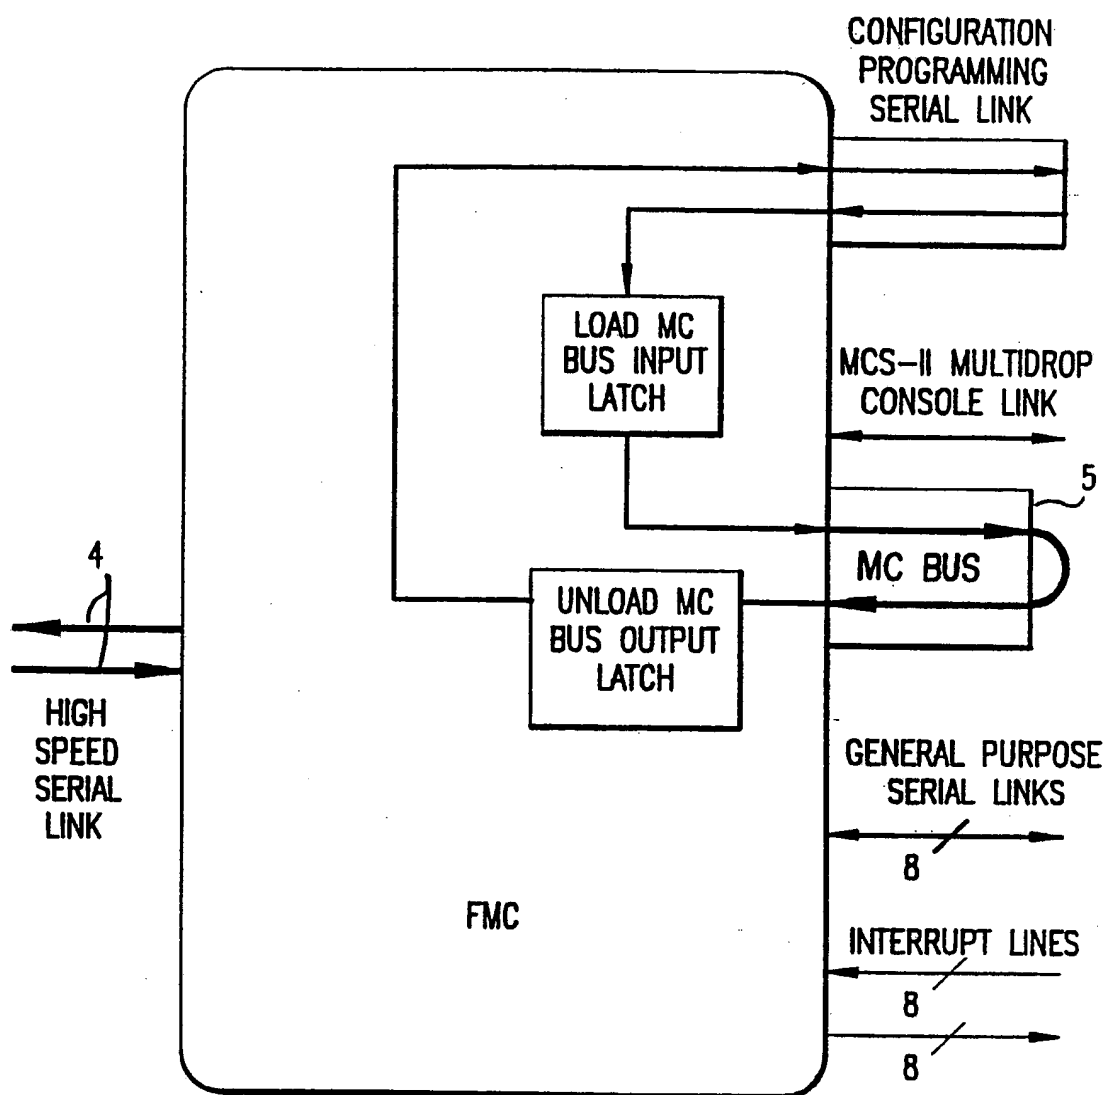 CONFIGURATION
PROGRAMMING
SERIAL LINK
LOAD MC
BUS INPUT
LATCH
MCS-II MULTIDROP
CONSOLE LINK
5
MC BUS
4
UNLOAD MC
BUS OUTPUT
LATCH
HIGH
SPEED
SERIAL
LINK
GENERAL PURPOSE
SERIAL LINKS
8
FMC
INTERRUPT LINES
8
8